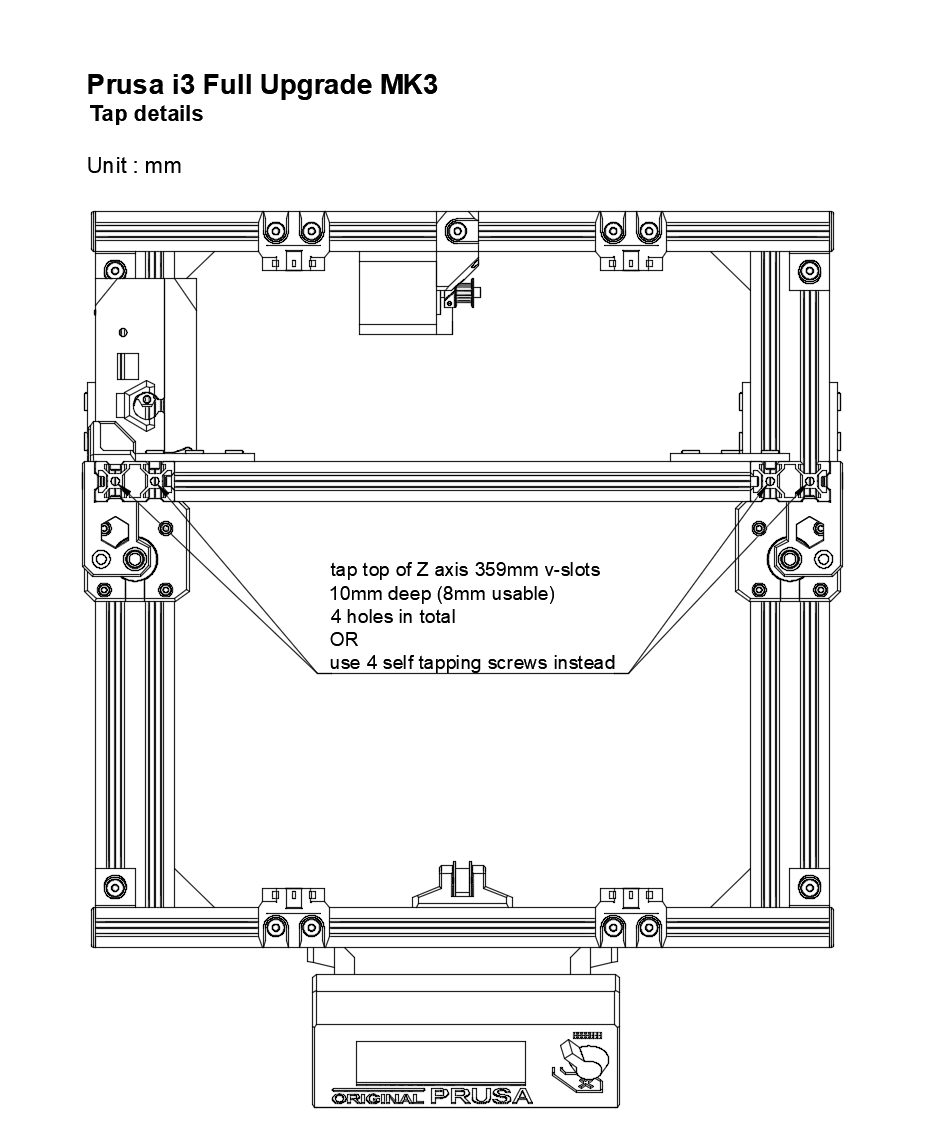 Prusa i3 Full Upgrade MK3
Tap details
Unit : mm
tap top of Z axis 359mm v-slots
10mm deep (8mm usable)
4 holes in total
OR
use 4 self tapping screws instead
ORIGINAL PRUSA